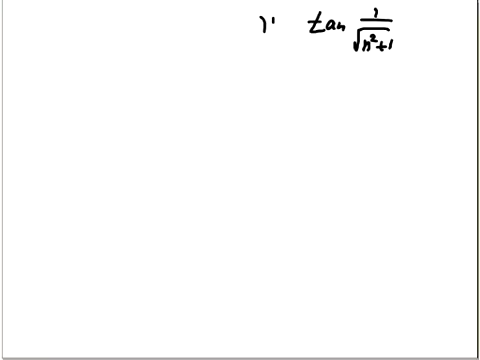 1' tan 1/√(n²+1)